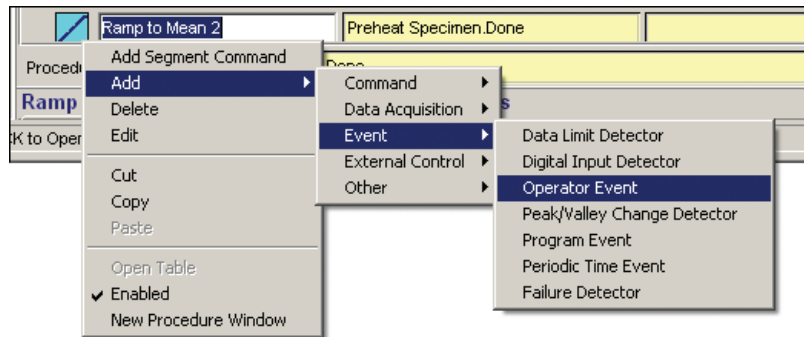 Ramp to Mean 2
Preheat Specimen.Done
Add Segment Command
Add
Delete
Edit
Cut
Copy
Paste
Open Table
Enabled
New Procedure Window
Command
Data Acquisition
Event
External Control
Other
Data Limit Detector
Digital Input Detector
Operator Event
Peak/Valley Change Detector
Program Event
Periodic Time Event
Failure Detector
Ramp
to Oper